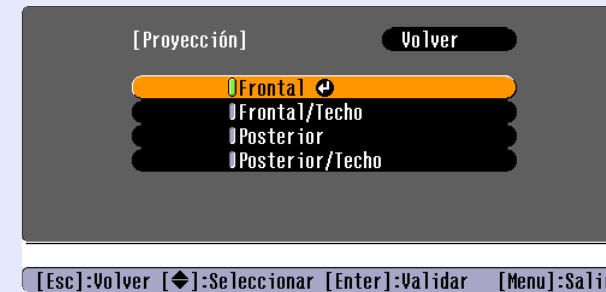 [Proyección] Volver
Frontal
Frontal/Techo
Posterior
Posterior/Techo
[Esc]:Volver [◆]:Seleccionar [Enter]:Validar [Menu]:Sali